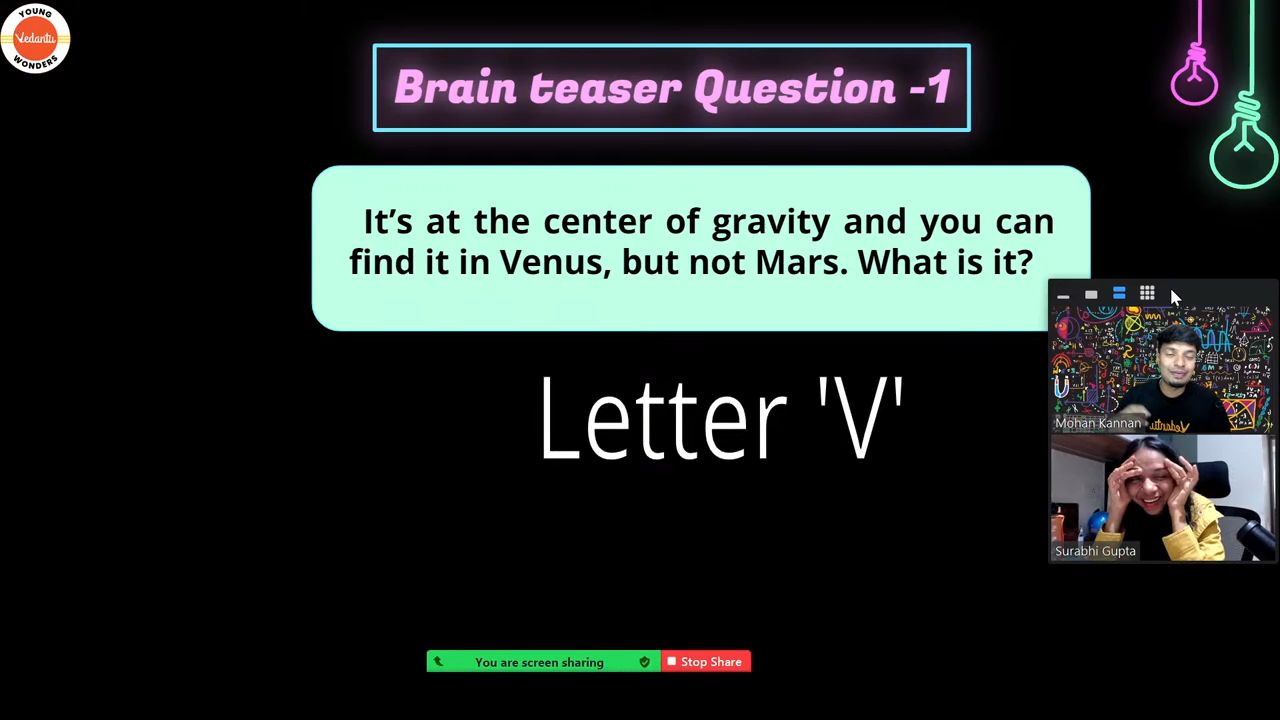 YOUNG
Vedantu
WONDERS
Brain teaser Question -1
It’s at the center of gravity and you can
find it in Venus, but not Mars. What is it?
Letter 'V'
Mohan Kannan
Vedantu
Surabhi Gupta
You are screen sharing
Stop Share